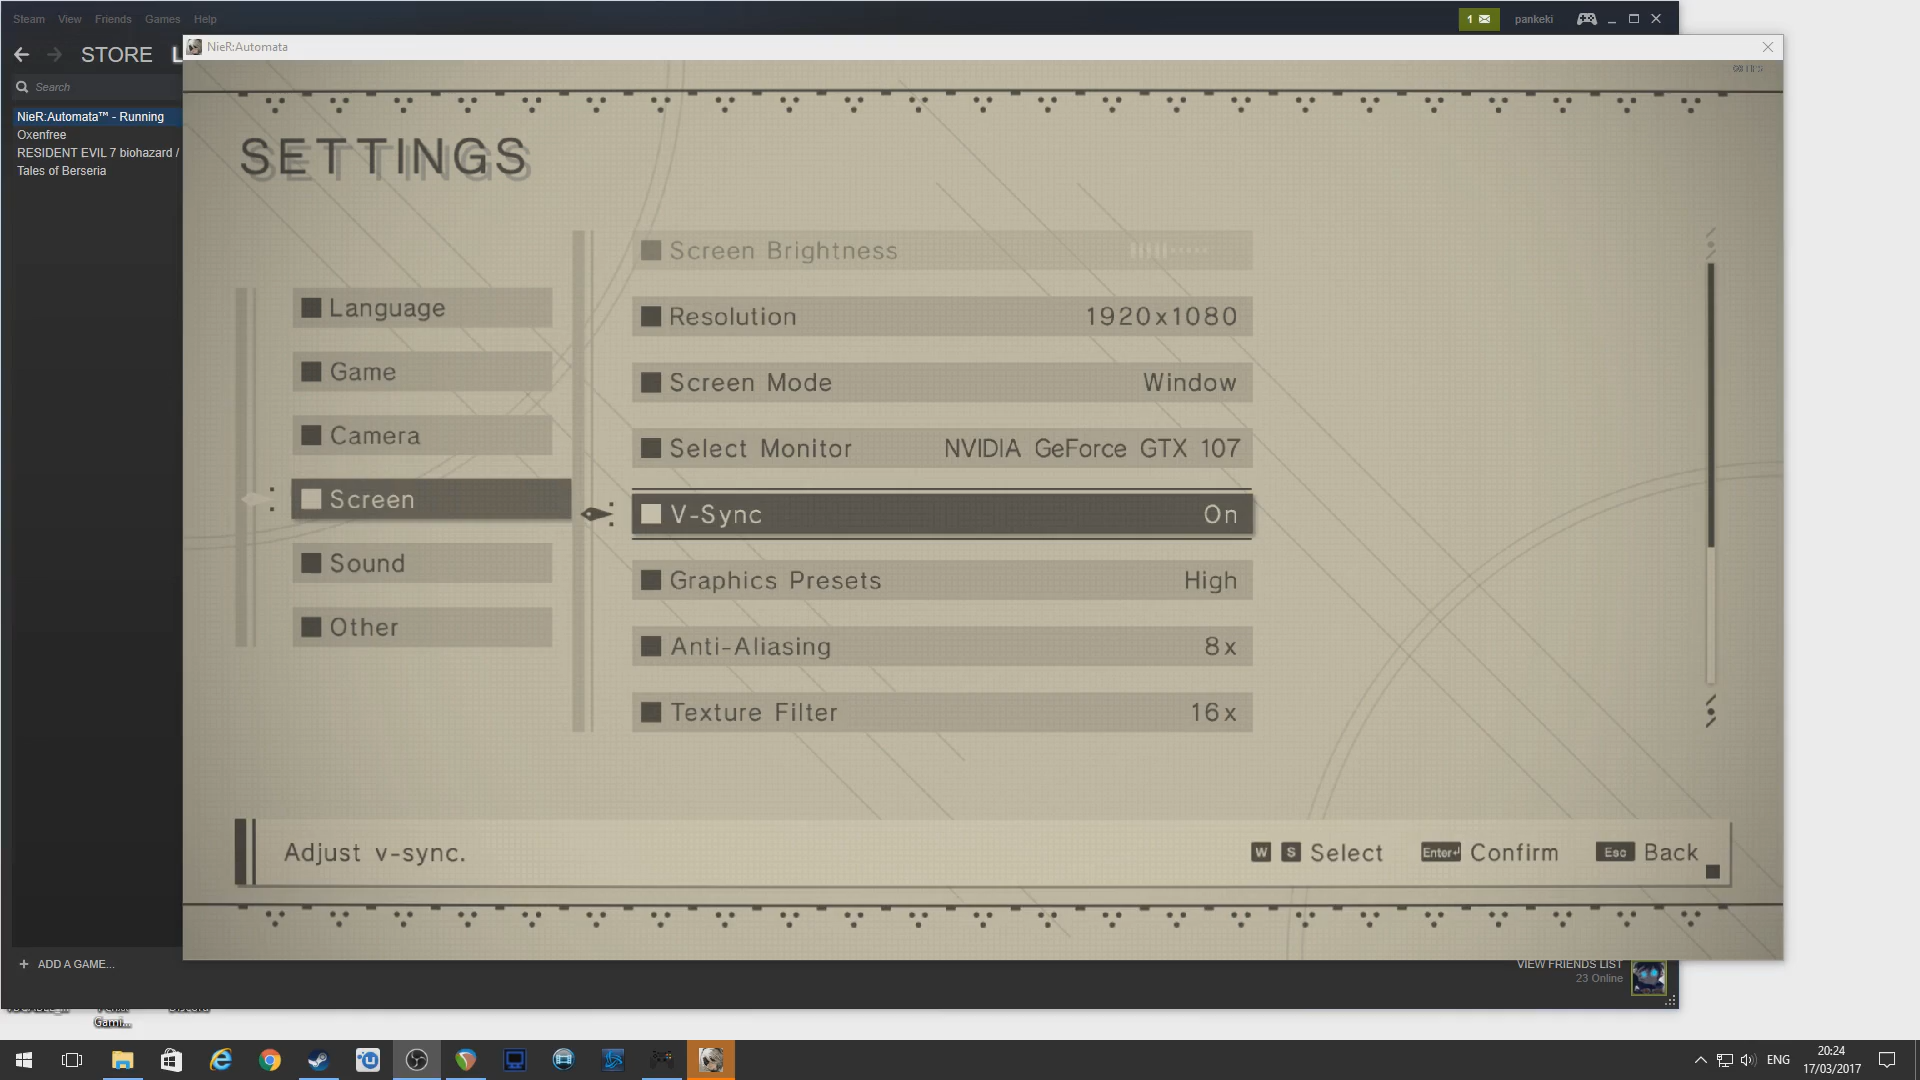 Steam View Friends Games Help
1 pankeki
STORE L
NieR:Automata
Search
NieR:Automata™ - Running
Oxenfree
RESIDENT EVIL 7 biohazard /
Tales of Berseria
SETTINGS
Language
Game
Camera
Screen
Sound
Other
Screen Brightness
Resolution 1920x1080
Screen Mode Window
Select Monitor NVIDIA GeForce GTX 107
V-Sync On
Graphics Presets High
Anti-Aliasing 8x
Texture Filter 16x
Adjust v-sync.
W S Select Enter Confirm Esc Back
+ ADD A GAME...
VIEW FRIENDS LIST
23 Online
Gami...
ENG
20:24
17/03/2017